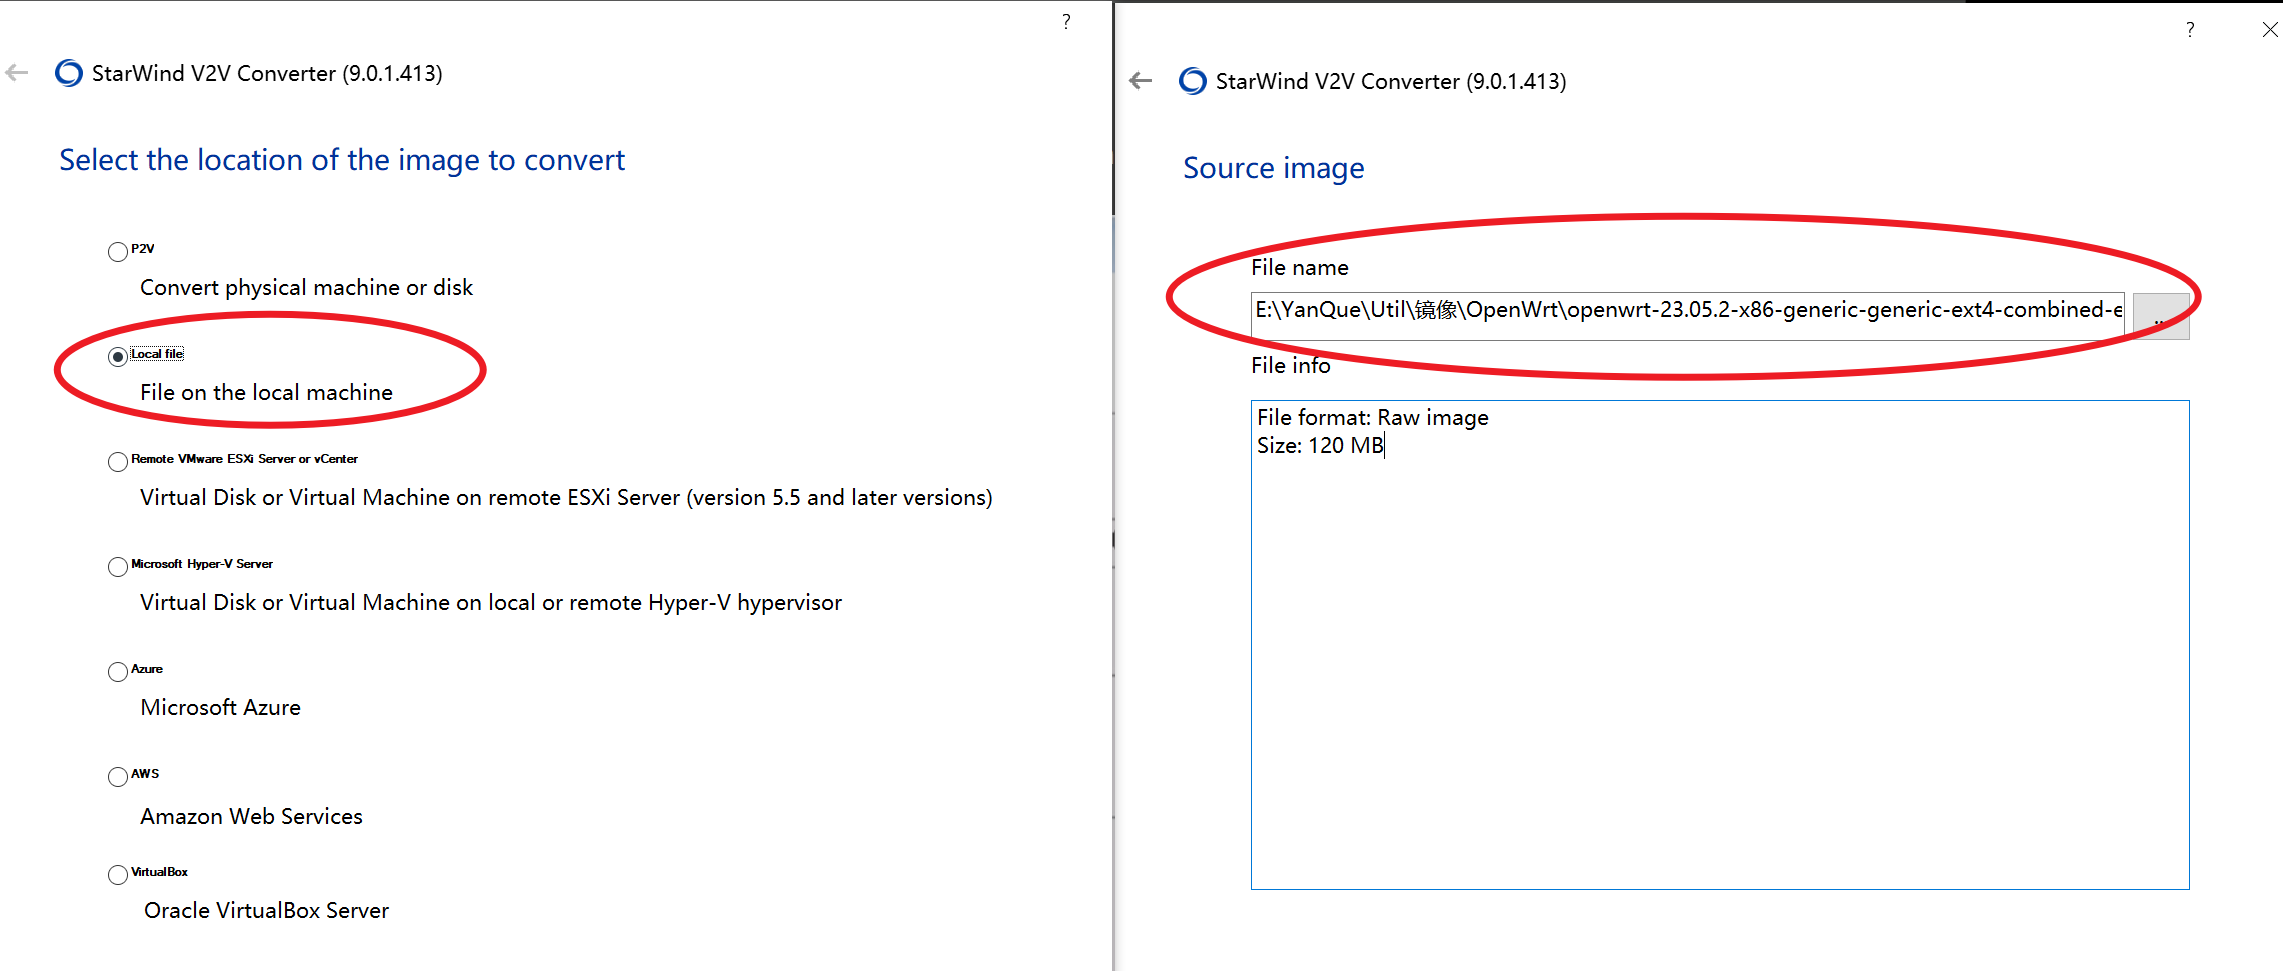 ?
StarWind V2V Converter (9.0.1.413)
Select the location of the image to convert
P2V
Convert physical machine or disk
Local file
File on the local machine
Remote VMware ESXi Server or vCenter
Virtual Disk or Virtual Machine on remote ESXi Server (version 5.5 and later versions)
Microsoft Hyper-V Server
Virtual Disk or Virtual Machine on local or remote Hyper-V hypervisor
Azure
Microsoft Azure
AWS
Amazon Web Services
VirtualBox
Oracle VirtualBox Server
?
StarWind V2V Converter (9.0.1.413)
Source image
File name
E:\YanQue\Util\镜像\OpenWrt\openwrt-23.05.2-x86-generic-generic-ext4-combined-e
...
File info
File format: Raw image
Size: 120 MB